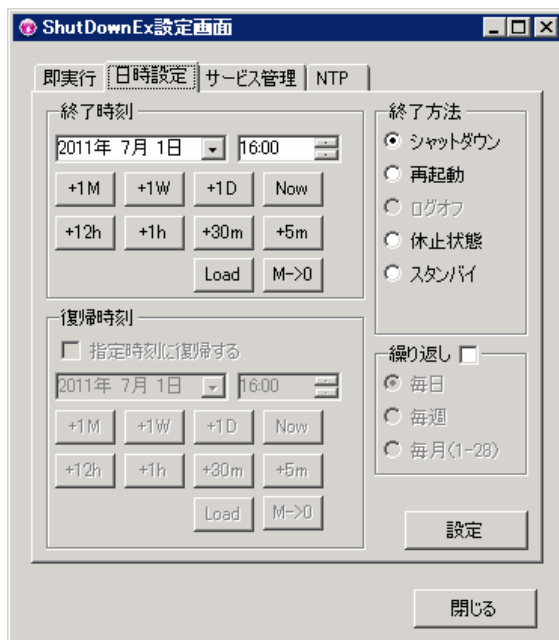 ShutDownEx設定画面
即実行 日時設定 サービス管理 NTP
終了時刻
2011年 7月 1日 16:00
+1M +1W +1D Now
+12h +1h +30m +5m
Load M->0
終了方法
シャットダウン
再起動
ログオフ
休止状態
スタンバイ
復帰時刻
指定時刻に復帰する
2011年 7月 1日 16:00
+1M +1W +1D Now
+12h +1h +30m +5m
Load M->0
繰り返し
毎日
毎週
毎月(1-28)
設定
閉じる